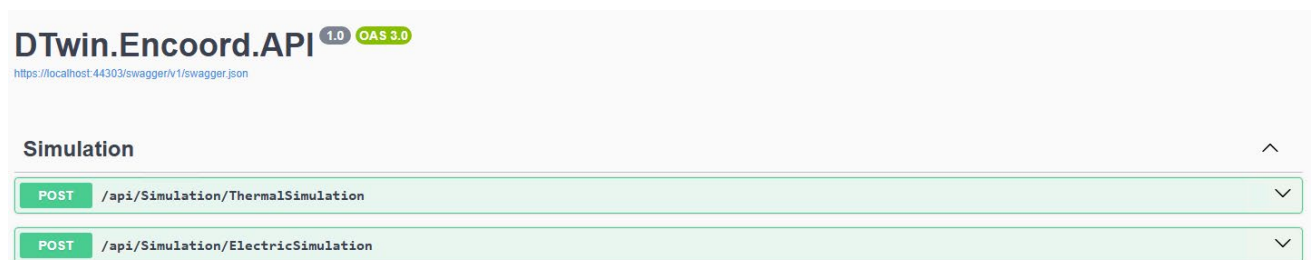 DTwin.Encoord.API 1.0 OAS 3.0
https://localhost:44303/swagger/v1/swagger.json
Simulation
POST /api/Simulation/ThermalSimulation
POST /api/Simulation/ElectricSimulation